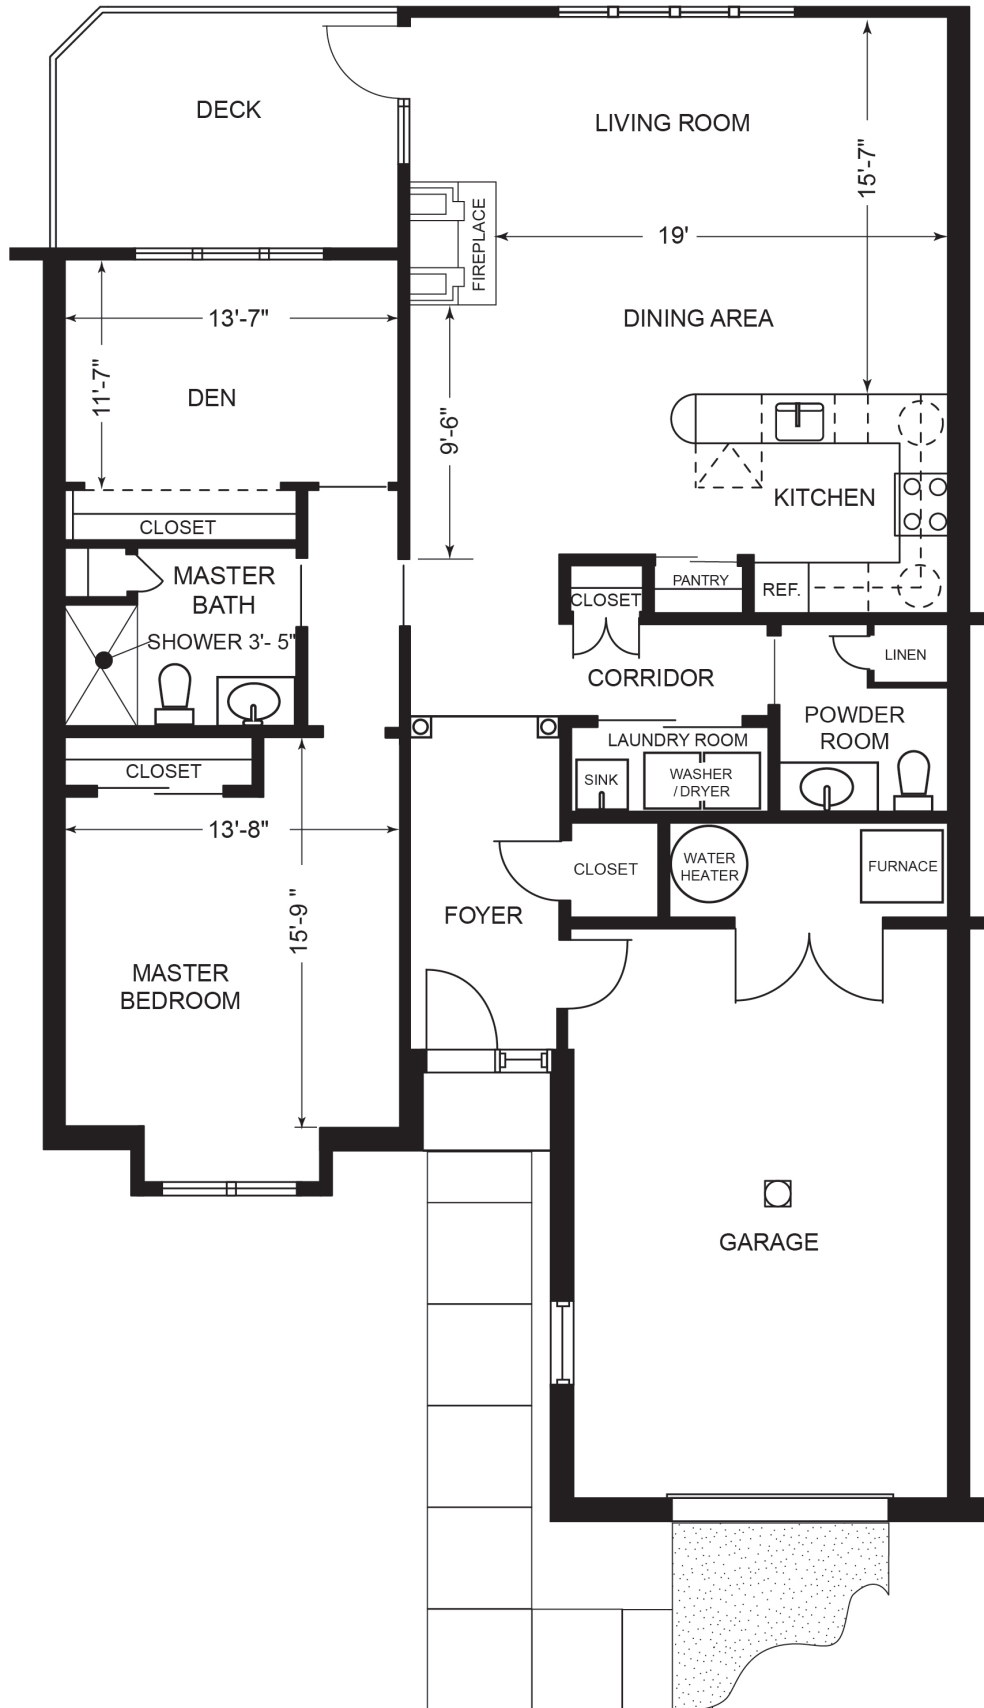 DECK
LIVING ROOM
15'-7"
FIREPLACE
19'
13'-7"
DINING AREA
11'-7"
DEN
9'-6"
KITCHEN
CLOSET
MASTER
BATH
PANTRY
REF.
CLOSET
SHOWER 3'- 5"
LINEN
CORRIDOR
POWDER
ROOM
LAUNDRY ROOM
CLOSET
SINK
WASHER
/DRYER
13'-8"
WATER
HEATER
FURNACE
CLOSET
15'-9 "
FOYER
MASTER
BEDROOM
GARAGE